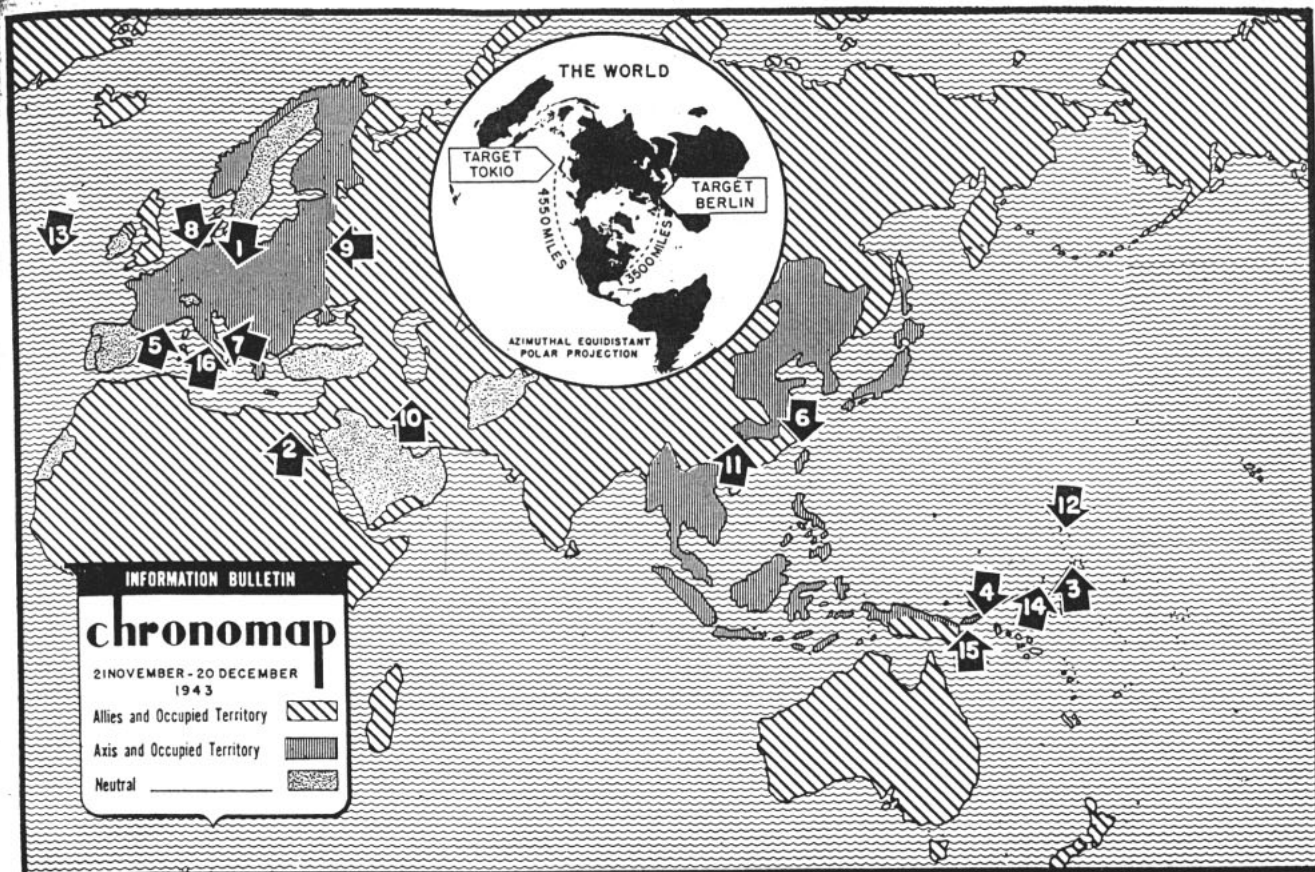 THE WORLD
TARGET
TOKIO
TARGET
BERLIN
4550 MILES
3500 MILES
AZIMUTHAL EQUIDISTANT
POLAR PROJECTION
13
8
1
9
5
16
7
10
2
6
11
12
4
14
3
15
INFORMATION BULLETIN
chronomap
21 NOVEMBER - 20 DECEMBER
1943
Allies and Occupied Territory
Axis and Occupied Territory
Neutral